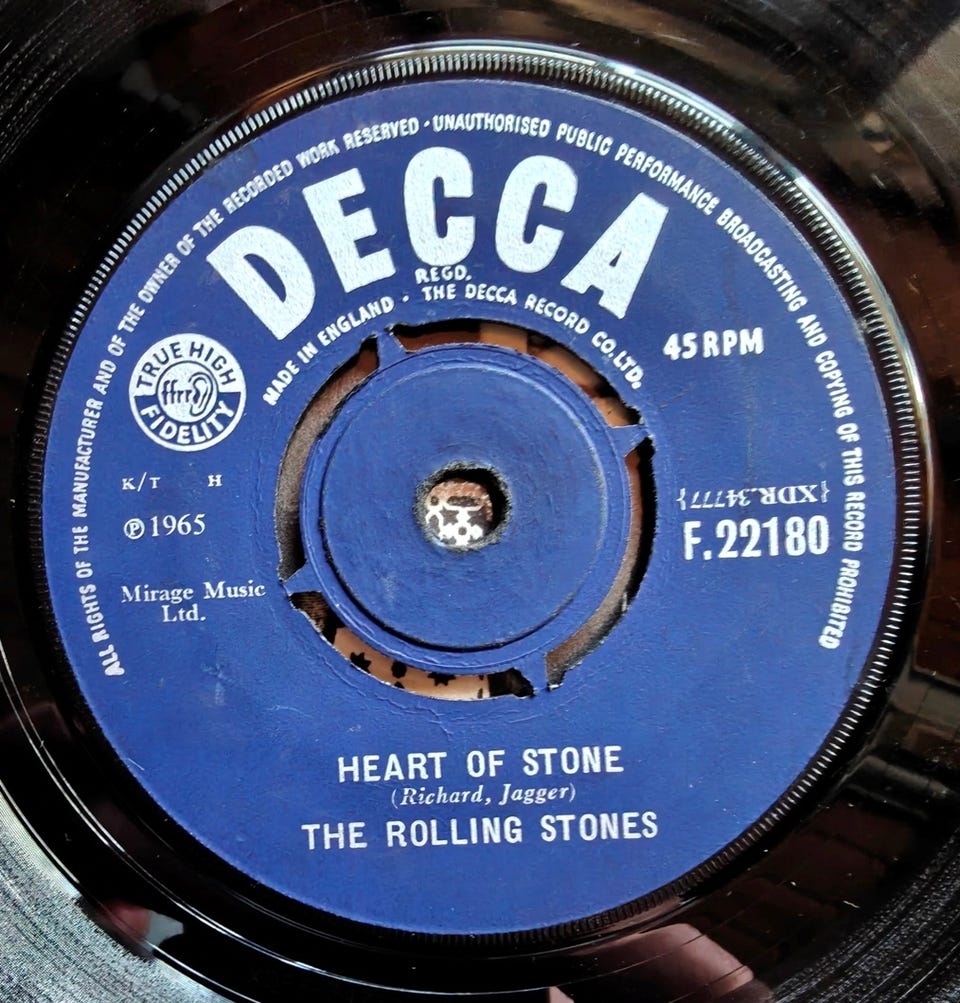 ALL RIGHTS OF THE MANUFACTURER AND OF THE OWNER OF THE RECORDED WORK RESERVED · UNAUTHORISED PUBLIC PERFORMANCE BROADCASTING AND COPYING OF THIS RECORD PROHIBITED
DECCA
REGD.
MADE IN ENGLAND · THE DECCA RECORD CO. LTD.
45 RPM
TRUE HIGH
ffrr
FIDELITY
K/T H
℗ 1965
Mirage Music
Ltd.
{XDR.34777}
F.22180
HEART OF STONE
(Richard, Jagger)
THE ROLLING STONES